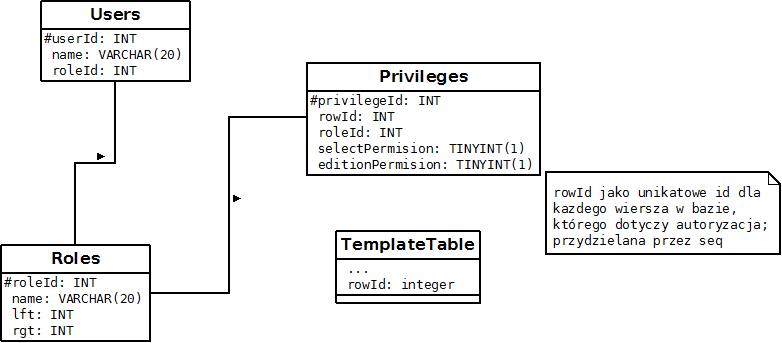 Users
#userId: INT
name: VARCHAR(20)
roleId: INT
Privileges
#privilegeId: INT
rowId: INT
roleId: INT
selectPermision: TINYINT(1)
editionPermision: TINYINT(1)
rowId jako unikatowe id dla
kazdego wiersza w bazie,
którego dotyczy autoryzacja;
przydzielana przez seq
TemplateTable
...
rowId: integer
Roles
#roleId: INT
name: VARCHAR(20)
lft: INT
rgt: INT